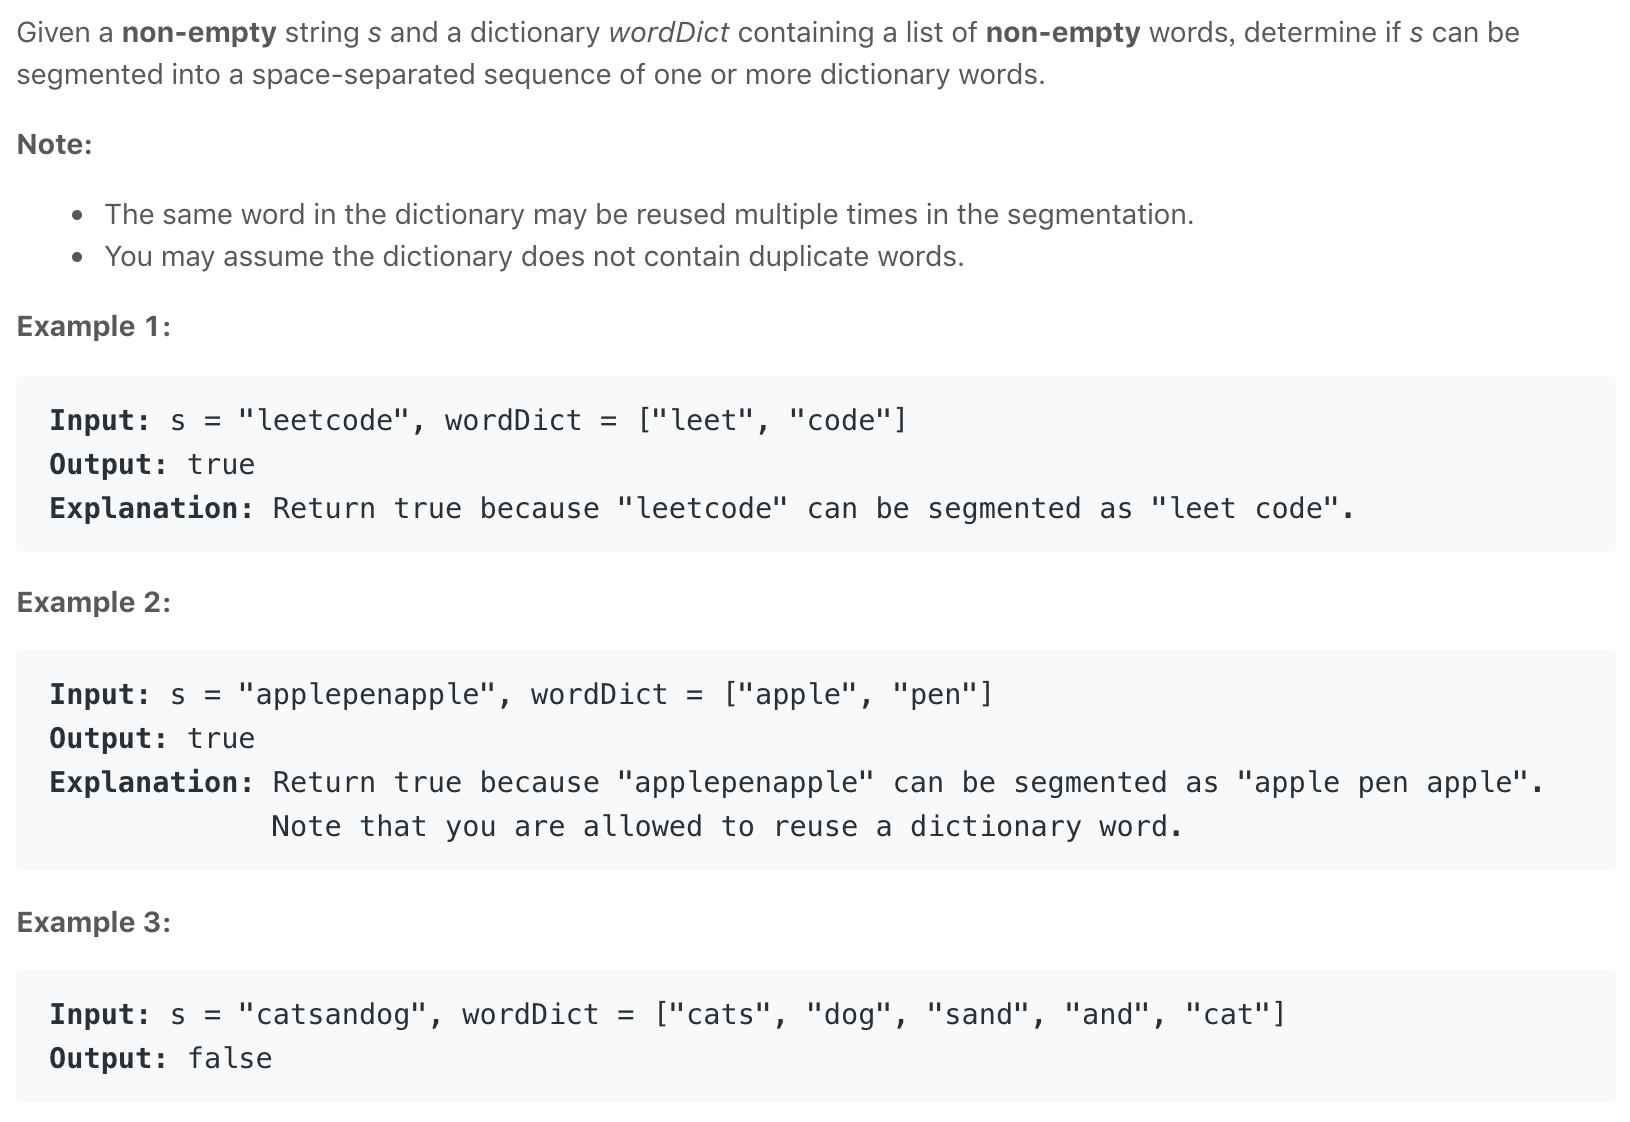 Given a non-empty string s and a dictionary wordDict containing a list of non-empty words, determine if s can be
segmented into a space-separated sequence of one or more dictionary words.
Note:
• The same word in the dictionary may be reused multiple times in the segmentation.
• You may assume the dictionary does not contain duplicate words.
Example 1:
Input: s = "leetcode", wordDict = ["leet", "code"]
Output: true
Explanation: Return true because "leetcode" can be segmented as "leet code".
Example 2:
Input: s = "applepenapple", wordDict = ["apple", "pen"]
Output: true
Explanation: Return true because "applepenapple" can be segmented as "apple pen apple".
Note that you are allowed to reuse a dictionary word.
Example 3:
Input: s = "catsandog", wordDict = ["cats", "dog", "sand", "and", "cat"]
Output: false